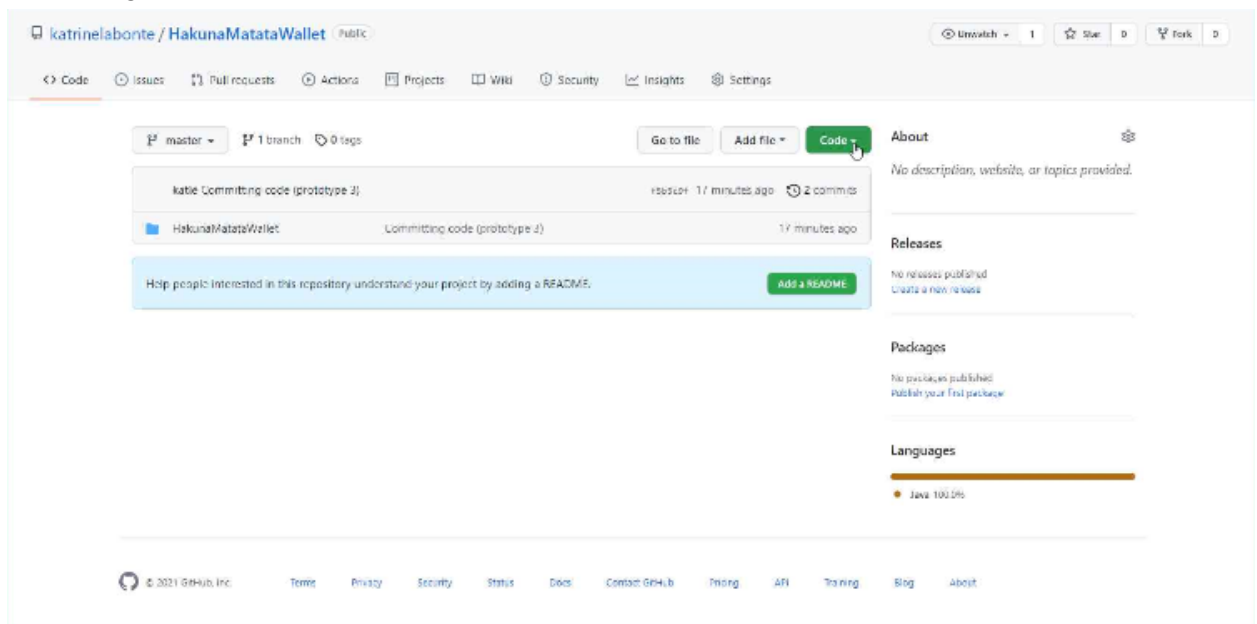 katrinelabonte / HakunaMatataWallet Public
Unwatch 1 Star 0 Fork 0
<> Code Issues Pull requests Actions Projects Wiki Security Insights Settings
master 1 branch 0 tags Go to file Add file Code
katie Committing code (prototype 3) 17 minutes ago 2 commits
HakunaMatataWallet Committing code (prototype 3) 17 minutes ago
Help people interested in this repository understand your project by adding a README. Add a README
About
No description, website, or topics provided.
Releases
No releases published
Create a new release
Packages
No packages published
Publish your first package
Languages
Java 100.0%
© 2021 GitHub, Inc. Terms Privacy Security Status Docs Contact GitHub Pricing API Training Blog About